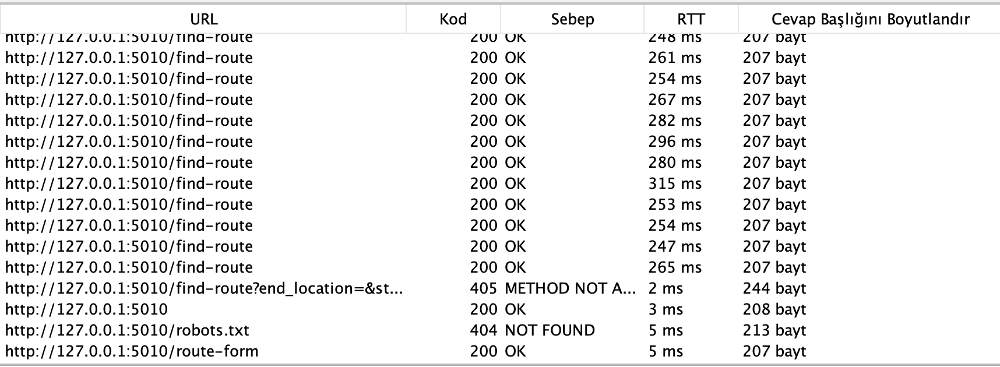 URL Kod Sebep RTT Cevap Başlığını Boyutlandır
http://127.0.0.1:5010/find-route 200 OK 248 ms 207 bayt
http://127.0.0.1:5010/find-route 200 OK 261 ms 207 bayt
http://127.0.0.1:5010/find-route 200 OK 254 ms 207 bayt
http://127.0.0.1:5010/find-route 200 OK 267 ms 207 bayt
http://127.0.0.1:5010/find-route 200 OK 282 ms 207 bayt
http://127.0.0.1:5010/find-route 200 OK 296 ms 207 bayt
http://127.0.0.1:5010/find-route 200 OK 280 ms 207 bayt
http://127.0.0.1:5010/find-route 200 OK 315 ms 207 bayt
http://127.0.0.1:5010/find-route 200 OK 253 ms 207 bayt
http://127.0.0.1:5010/find-route 200 OK 254 ms 207 bayt
http://127.0.0.1:5010/find-route 200 OK 247 ms 207 bayt
http://127.0.0.1:5010/find-route 200 OK 265 ms 207 bayt
http://127.0.0.1:5010/find-route?end_location=&st... 405 METHOD NOT A... 2 ms 244 bayt
http://127.0.0.1:5010 200 OK 3 ms 208 bayt
http://127.0.0.1:5010/robots.txt 404 NOT FOUND 5 ms 213 bayt
http://127.0.0.1:5010/route-form 200 OK 5 ms 207 bayt